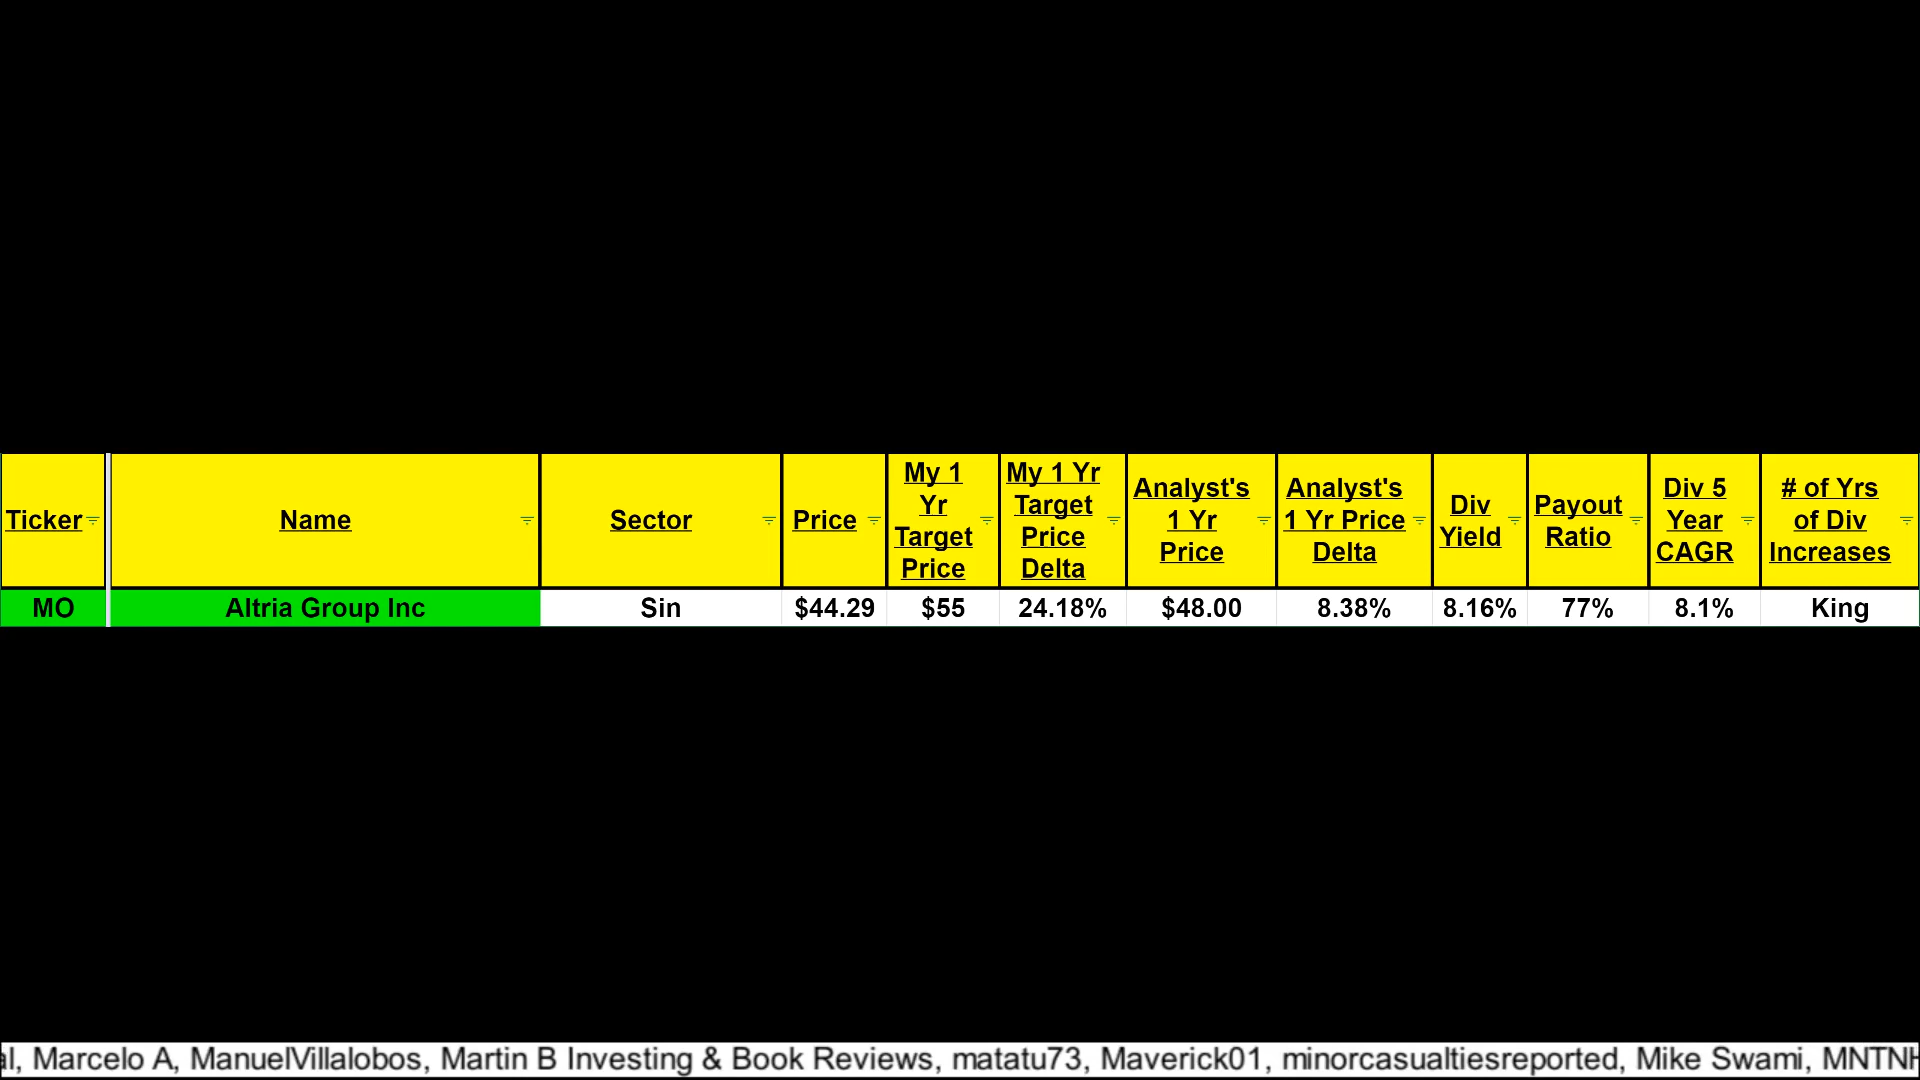 Ticker
Name
Sector
Price
My 1
Yr
Target
Price
My 1 Yr
Target
Price
Delta
Analyst's
1 Yr
Price
Analyst's
1 Yr Price
Delta
Div
Yield
Payout
Ratio
Div 5
Year
CAGR
# of Yrs
of Div
Increases
MO Altria Group Inc Sin $44.29 $55 24.18% $48.00 8.38% 8.16% 77% 8.1% King
al, Marcelo A, ManuelVillalobos, Martin B Investing & Book Reviews, matatu73, Maverick01, minorcasualtiesreported, Mike Swami, MNTNH